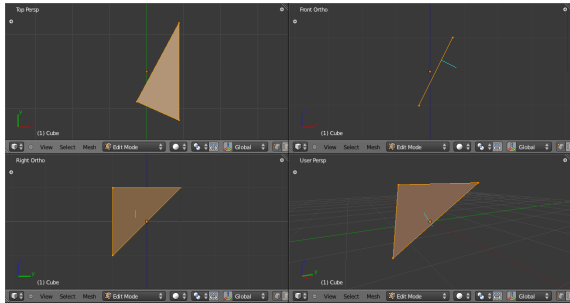 Top Persp
y
(1) Cube
View Select Mesh Edit Mode Global
Front Ortho
(1) Cube
View Select Mesh Edit Mode Global
Right Ortho
y
(1) Cube
View Select Mesh Edit Mode Global
User Persp
(1) Cube
View Select Mesh Edit Mode Global